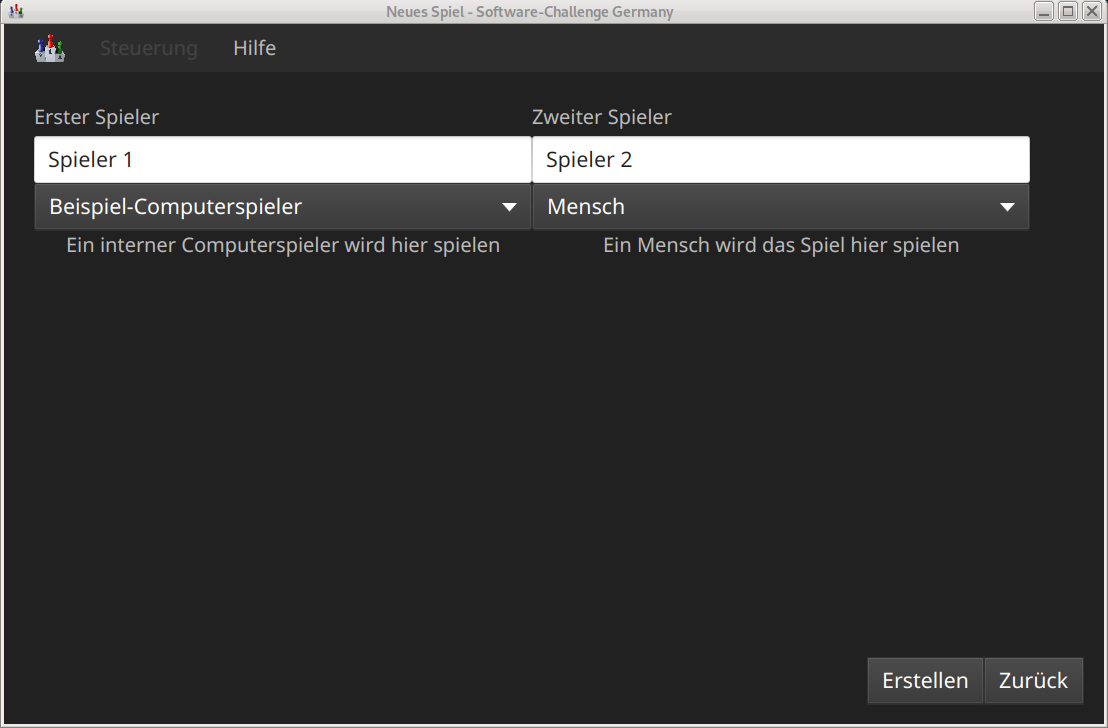 Neues Spiel - Software-Challenge Germany
Steuerung Hilfe
Erster Spieler Zweiter Spieler
Spieler 1 Spieler 2
Beispiel-Computerspieler Mensch
Ein interner Computerspieler wird hier spielen Ein Mensch wird das Spiel hier spielen
Erstellen Zurück